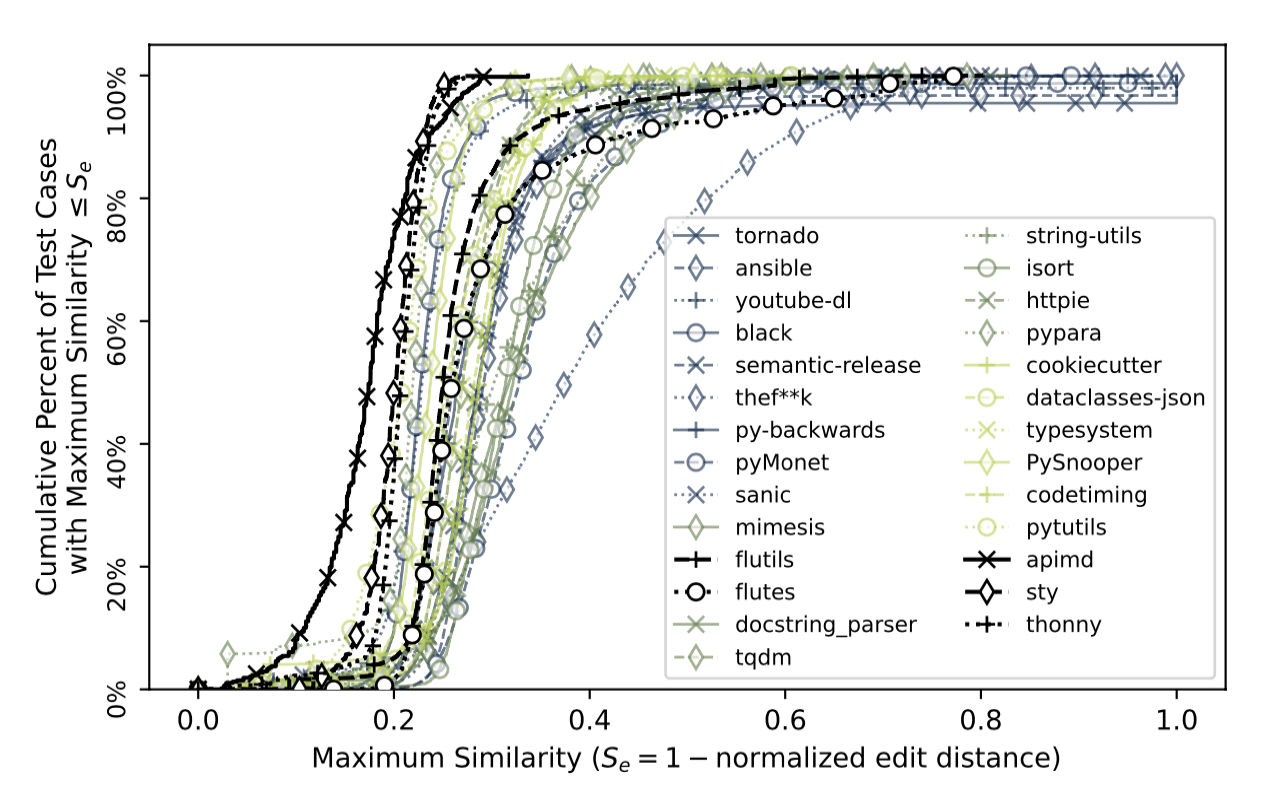 Cumulative Percent of Test Cases
with Maximum Similarity ≤ Sₑ
100%
80%
60%
40%
20%
0%
tornado
ansible
youtube-dl
black
semantic-release
thef**k
py-backwards
pyMonet
sanic
mimesis
flutils
flutes
docstring_parser
tqdm
string-utils
isort
httpie
pypara
cookiecutter
dataclasses-json
typesystem
PySnooper
codetiming
pytutils
apimd
sty
thonny
0.0 0.2 0.4 0.6 0.8 1.0
Maximum Similarity (Sₑ = 1 − normalized edit distance)